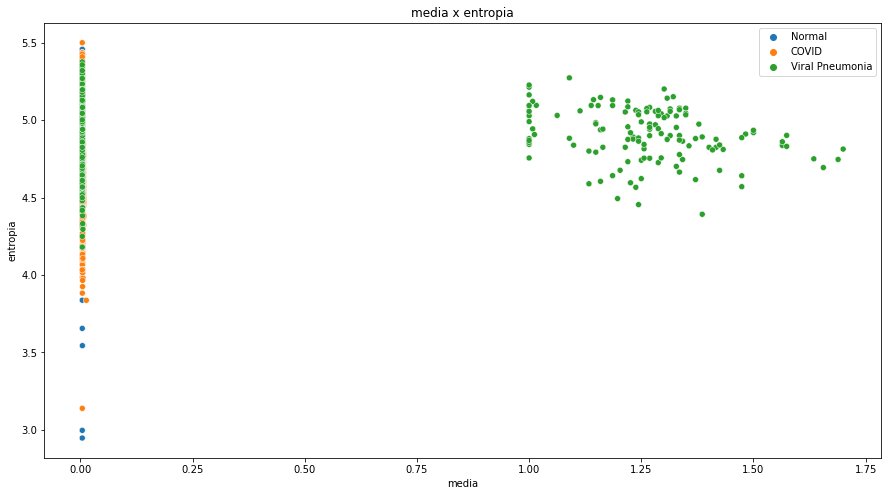 media x entropia
Normal
COVID
Viral Pneumonia
5.5
5.0
4.5
4.0
3.5
3.0
entropia
0.00
0.25
0.50
0.75
1.00
1.25
1.50
1.75
media